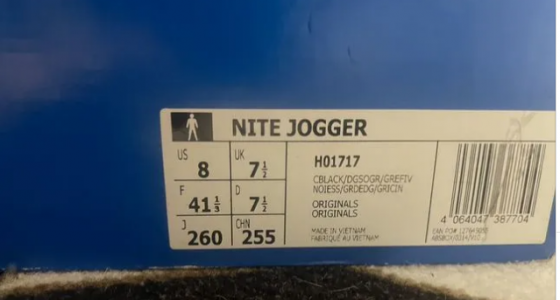 NITE JOGGER
US 8 UK 7½
F 41⅓ D 7½
J 260 CHN 255
H01717
CBLACK/DGSOGR/GREFIV
NOIESS/GRDEDG/GRICIN
ORIGINALS
ORIGINALS
MADE IN VIETNAM
FABRIQUÉ AU VIETNAM
4 064047 387704